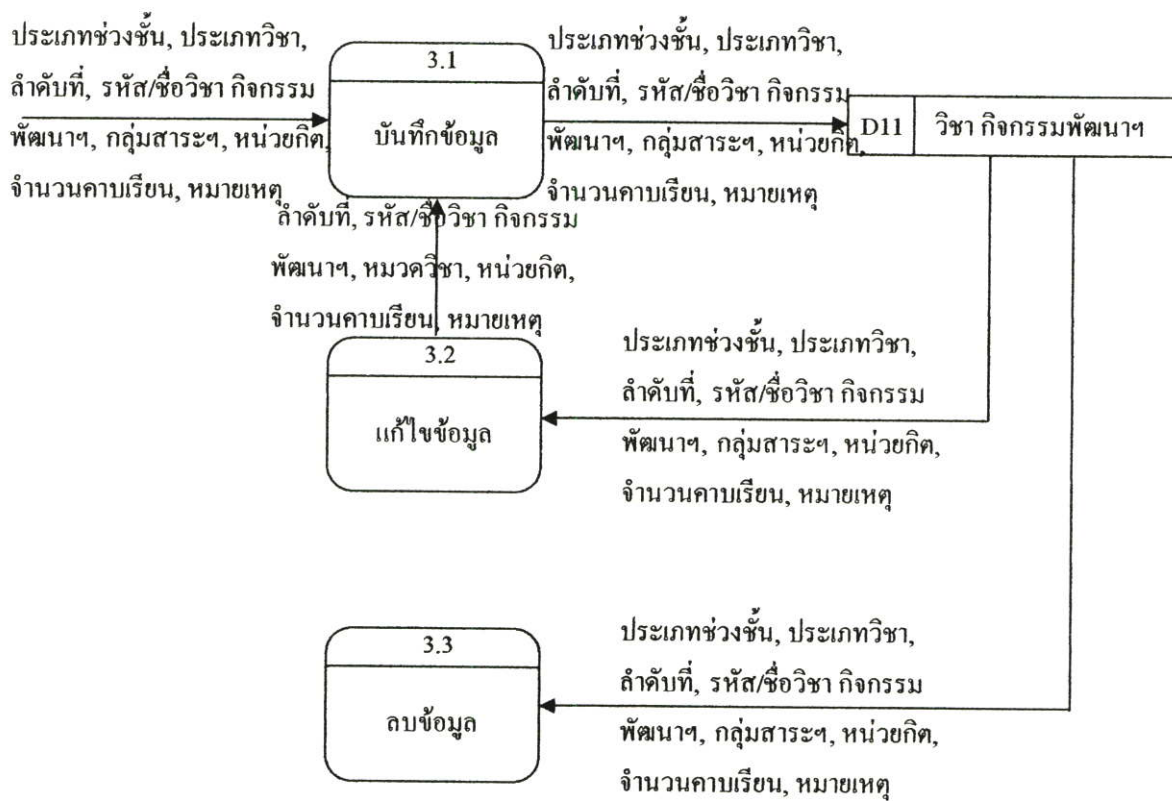 ประเภทช่วงชั้น, ประเภทวิชา,
ลำดับที่, รหัส/ชื่อวิชา กิจกรรม
พัฒนาฯ, กลุ่มสาระฯ, หน่วยกิต,
จำนวนคาบเรียน, หมายเหตุ
3.1
บันทึกข้อมูล
ประเภทช่วงชั้น, ประเภทวิชา,
ลำดับที่, รหัส/ชื่อวิชา กิจกรรม
พัฒนาฯ, กลุ่มสาระฯ, หน่วยกิต,
จำนวนคาบเรียน, หมายเหตุ
D11 วิชา กิจกรรมพัฒนาฯ
ลำดับที่, รหัส/ชื่อวิชา กิจกรรม
พัฒนาฯ, หมวดวิชา, หน่วยกิต,
จำนวนคาบเรียน, หมายเหตุ
3.2
แก้ไขข้อมูล
ประเภทช่วงชั้น, ประเภทวิชา,
ลำดับที่, รหัส/ชื่อวิชา กิจกรรม
พัฒนาฯ, กลุ่มสาระฯ, หน่วยกิต,
จำนวนคาบเรียน, หมายเหตุ
3.3
ลบข้อมูล
ประเภทช่วงชั้น, ประเภทวิชา,
ลำดับที่, รหัส/ชื่อวิชา กิจกรรม
พัฒนาฯ, กลุ่มสาระฯ, หน่วยกิต,
จำนวนคาบเรียน, หมายเหตุ